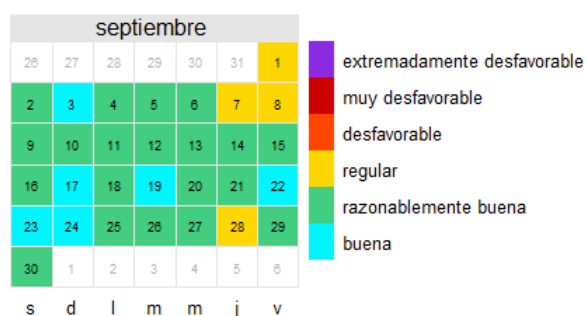 septiembre
26 27 28 29 30 31 1
2 3 4 5 6 7 8
9 10 11 12 13 14 15
16 17 18 19 20 21 22
23 24 25 26 27 28 29
30 1 2 3 4 5 6
s d l m m j v
extremadamente desfavorable
muy desfavorable
desfavorable
regular
razonablemente buena
buena